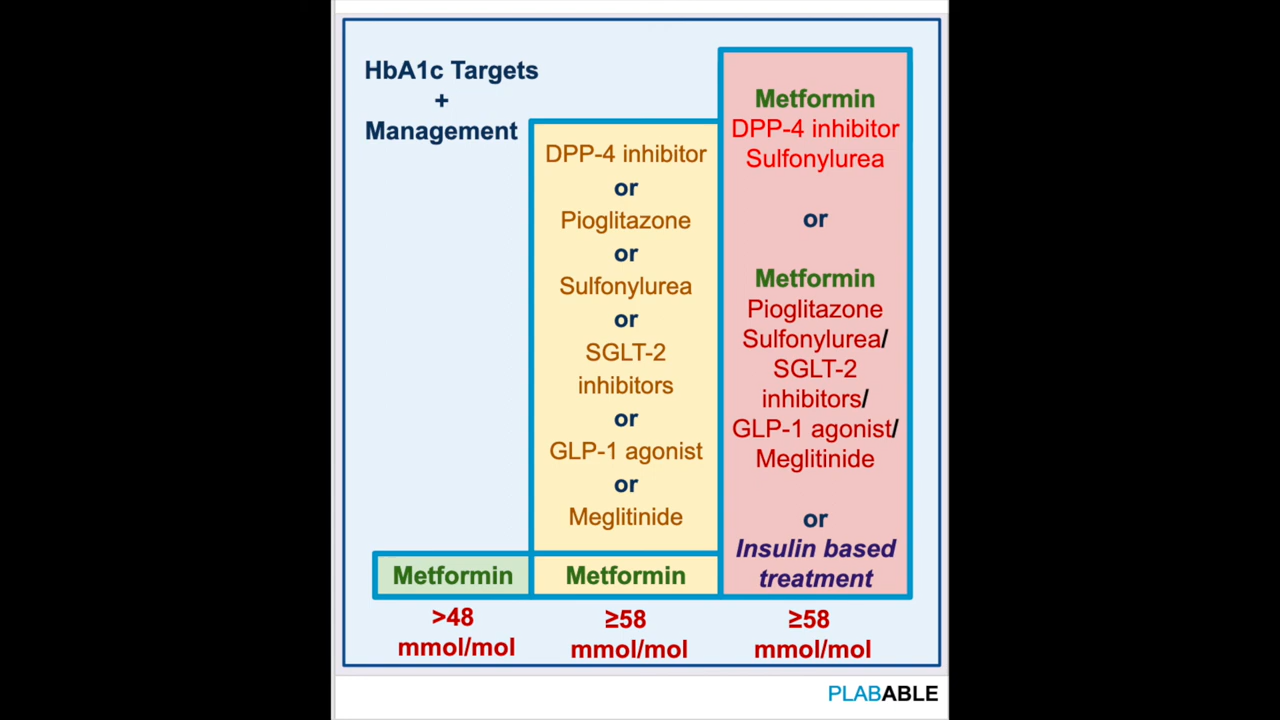 HbA1c Targets
+
Management
DPP-4 inhibitor
or
Pioglitazone
or
Sulfonylurea
or
SGLT-2
inhibitors
or
GLP-1 agonist
or
Meglitinide
Metformin
DPP-4 inhibitor
Sulfonylurea
or
Metformin
Pioglitazone
Sulfonylurea/
SGLT-2
inhibitors/
GLP-1 agonist/
Meglitinide
or
Insulin based
treatment
Metformin
Metformin
>48
mmol/mol
≥58
mmol/mol
≥58
mmol/mol
PLABABLE